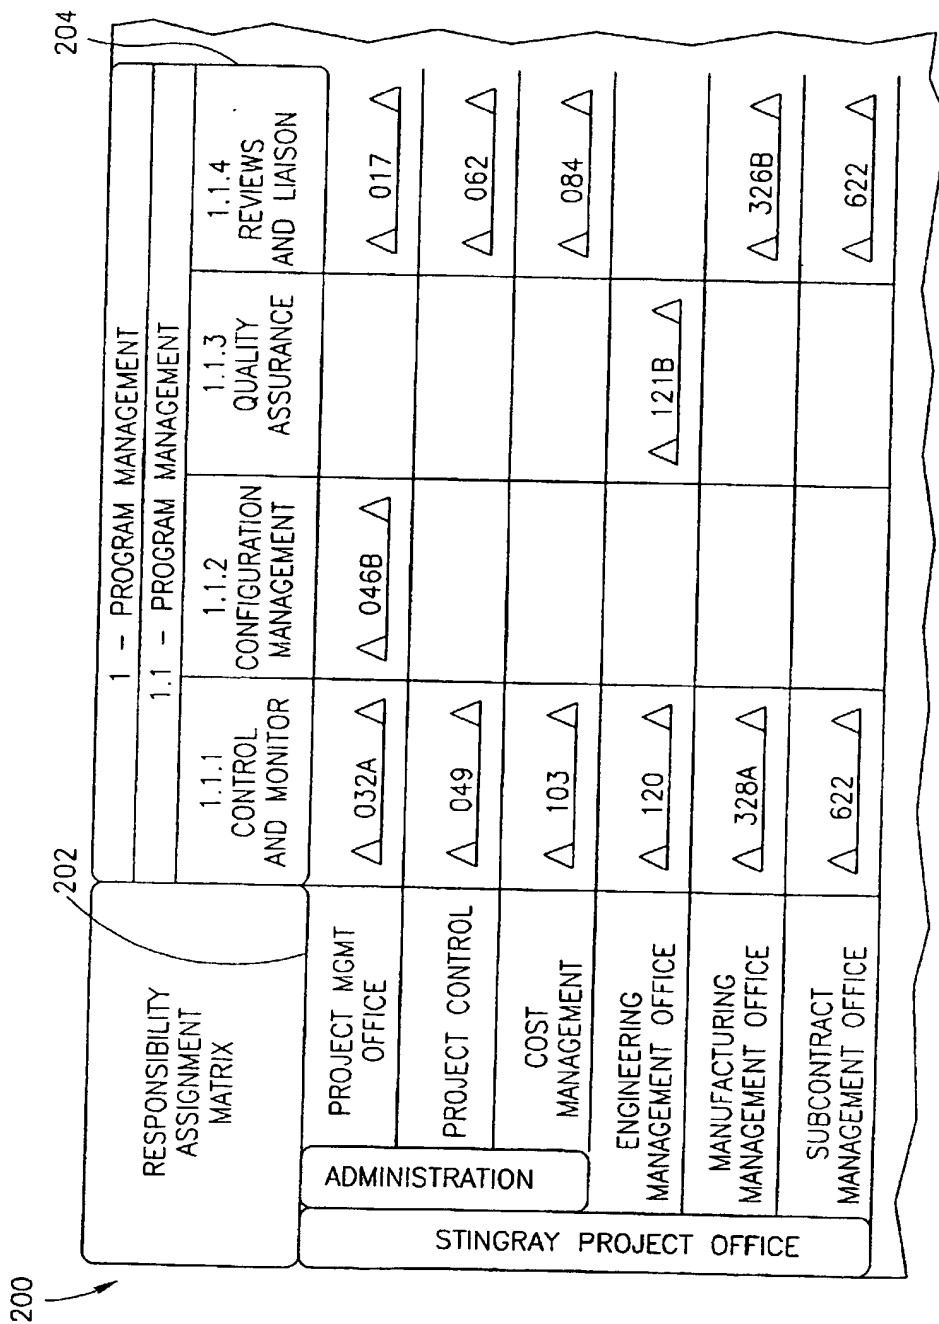 200
202
204
RESPONSIBILITY
ASSIGNMENT
MATRIX
1 - PROGRAM MANAGEMENT
1.1 - PROGRAM MANAGEMENT
1.1.1
CONTROL
AND MONITOR
1.1.2
CONFIGURATION
MANAGEMENT
1.1.3
QUALITY
ASSURANCE
1.1.4
REVIEWS
AND LIAISON
STINGRAY PROJECT OFFICE
ADMINISTRATION
PROJECT MGMT
OFFICE
032A
046B
017
PROJECT CONTROL
049
062
COST
MANAGEMENT
103
084
ENGINEERING
MANAGEMENT OFFICE
120
121B
MANUFACTURING
MANAGEMENT OFFICE
328A
326B
SUBCONTRACT
MANAGEMENT OFFICE
622
622